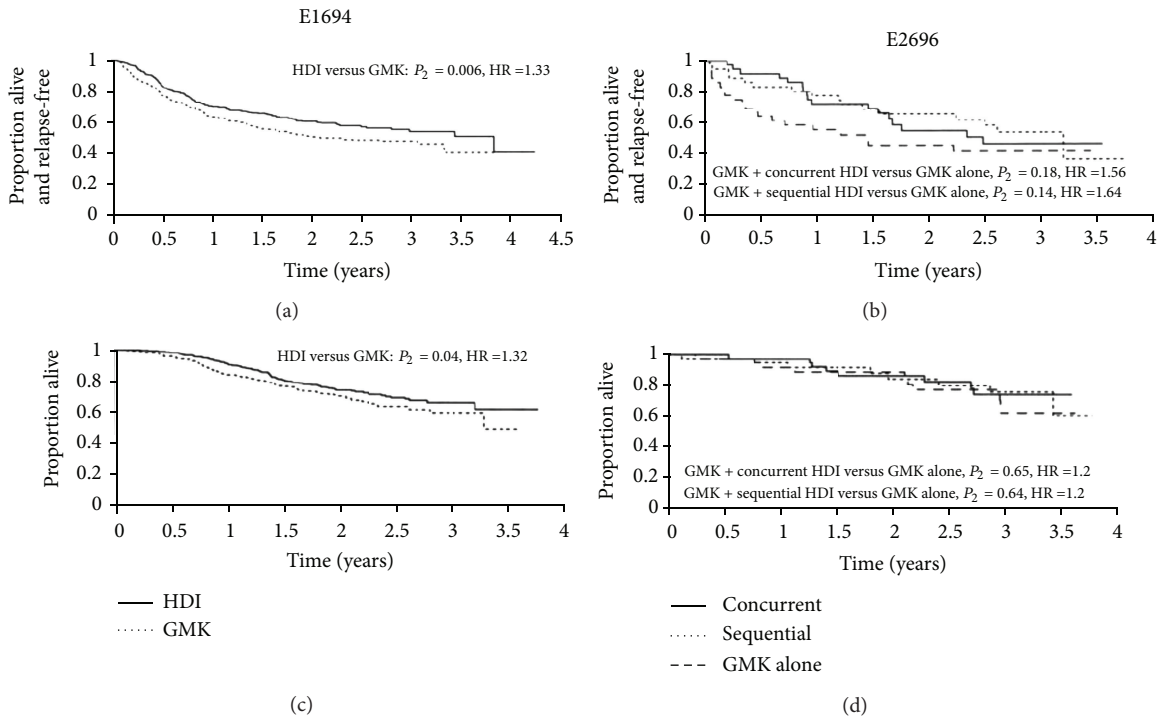 E1694
Proportion alive
and relapse-free
1
0.8
0.6
0.4
0.2
0
HDI versus GMK: P2 = 0.006, HR =1.33
0 0.5 1 1.5 2 2.5 3 3.5 4 4.5
Time (years)
(a)
E2696
Proportion alive
and relapse-free
1
0.8
0.6
0.4
0.2
0
GMK + concurrent HDI versus GMK alone, P2 = 0.18, HR =1.56
GMK + sequential HDI versus GMK alone, P2 = 0.14, HR =1.64
0 0.5 1 1.5 2 2.5 3 3.5 4
Time (years)
(b)
Proportion alive
1
0.8
0.6
0.4
0.2
0
HDI versus GMK: P2 = 0.04, HR =1.32
0 0.5 1 1.5 2 2.5 3 3.5 4
Time (years)
HDI
GMK
(c)
Proportion alive
1
0.8
0.6
0.4
0.2
0
GMK + concurrent HDI versus GMK alone, P2 = 0.65, HR =1.2
GMK + sequential HDI versus GMK alone, P2 = 0.64, HR =1.2
0 0.5 1 1.5 2 2.5 3 3.5 4
Time (years)
Concurrent
Sequential
GMK alone
(d)